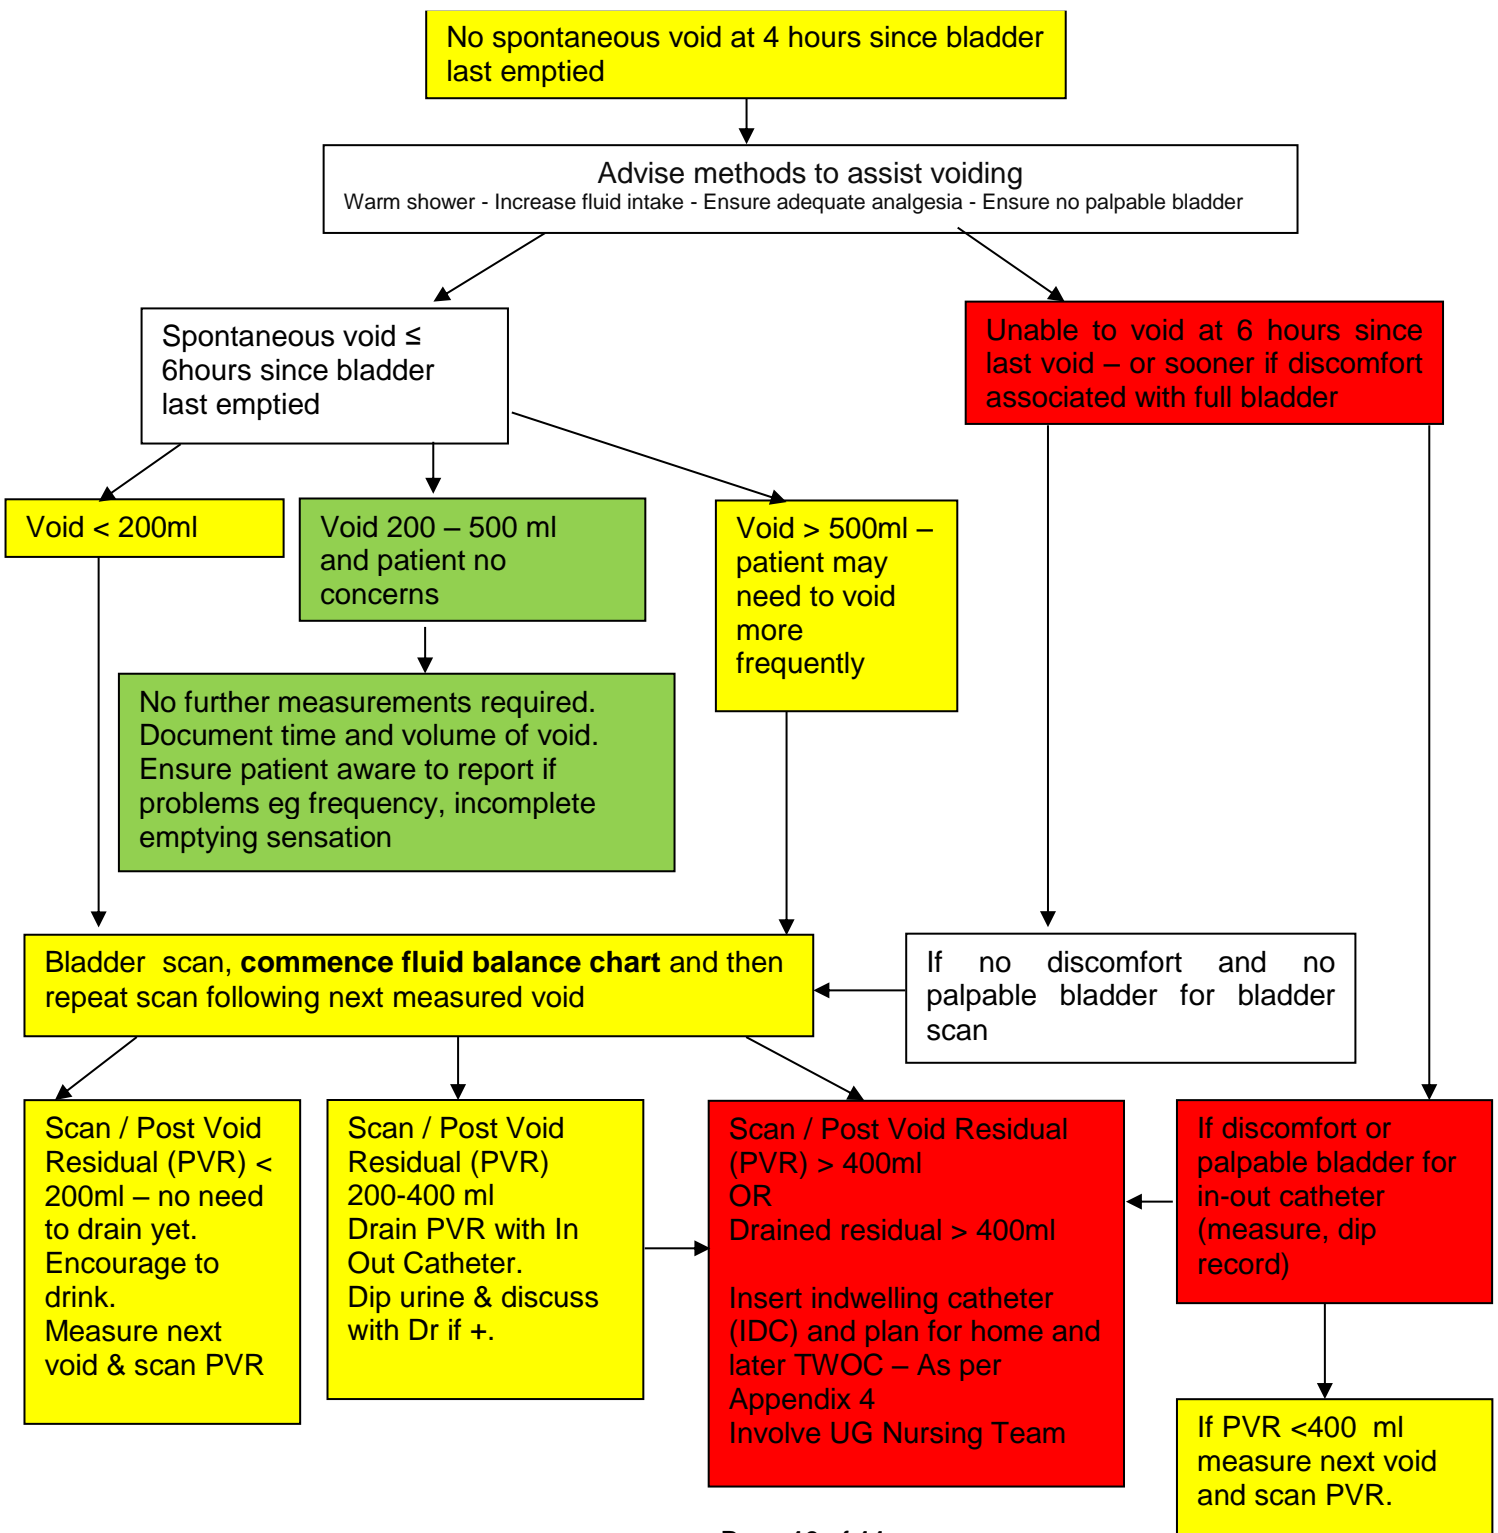 No spontaneous void at 4 hours since bladder
last emptied
Advise methods to assist voiding
Warm shower - Increase fluid intake - Ensure adequate analgesia - Ensure no palpable bladder
Spontaneous void ≤
6hours since bladder
last emptied
Unable to void at 6 hours since
last void – or sooner if discomfort
associated with full bladder
Void < 200ml
Void 200 – 500 ml
and patient no
concerns
Void > 500ml –
patient may
need to void
more
frequently
No further measurements required.
Document time and volume of void.
Ensure patient aware to report if
problems eg frequency, incomplete
emptying sensation
Bladder scan, commence fluid balance chart and then
repeat scan following next measured void
If no discomfort and no
palpable bladder for bladder
scan
Scan / Post Void
Residual (PVR) <
200ml – no need
to drain yet.
Encourage to
drink.
Measure next
void & scan PVR
Scan / Post Void
Residual (PVR)
200-400 ml
Drain PVR with In
Out Catheter.
Dip urine & discuss
with Dr if +.
Scan / Post Void Residual
(PVR) > 400ml
OR
Drained residual > 400ml
Insert indwelling catheter
(IDC) and plan for home and
later TWOC – As per
Appendix 4
Involve UG Nursing Team
If discomfort or
palpable bladder for
in-out catheter
(measure, dip
record)
If PVR <400 ml
measure next void
and scan PVR.